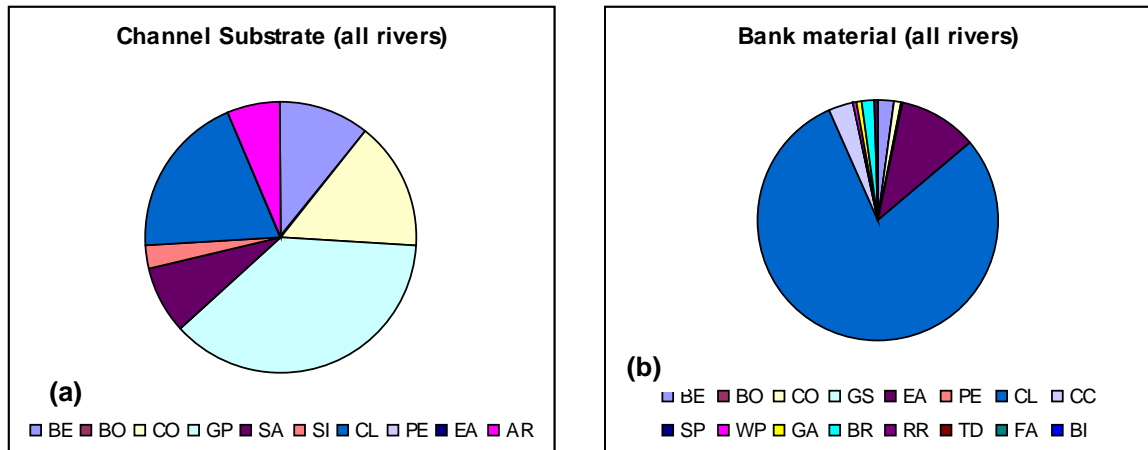 Channel Substrate (all rivers)
(a)
BE BO CO GP SA SI CL PE EA AR
Bank material (all rivers)
(b)
BE BO CO GS EA PE CL CC
SP WP GA BR RR TD FA BI